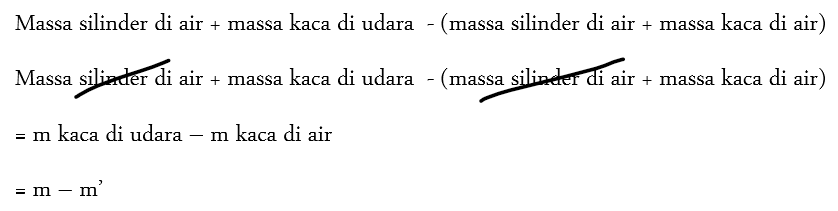 Massa silinder di air + massa kaca di udara - (massa silinder di air + massa kaca di air)
Massa silinder di air + massa kaca di udara - (massa silinder di air + massa kaca di air)
= m kaca di udara – m kaca di air
= m – m’